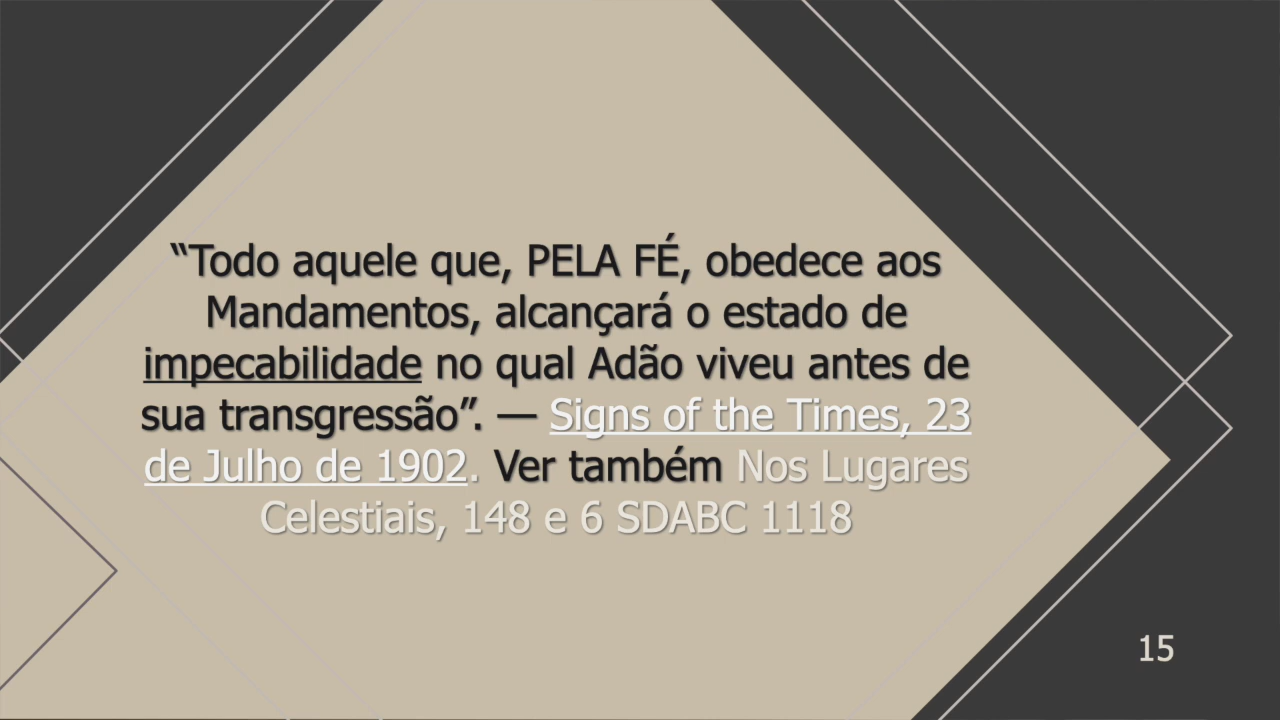 “Todo aquele que, PELA FÉ, obedece aos
Mandamentos, alcançará o estado de
impecabilidade no qual Adão viveu antes de
sua transgressão”. — Signs of the Times, 23
de Julho de 1902. Ver também Nos Lugares
Celestiais, 148 e 6 SDABC 1118
15